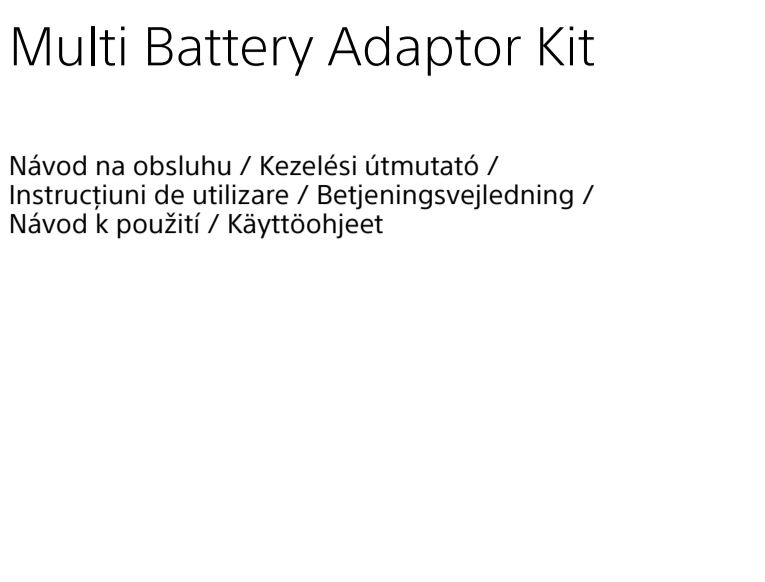 Multi Battery Adaptor Kit
Návod na obsluhu / Kezelési útmutató /
Instrucțiuni de utilizare / Betjeningsvejledning /
Návod k použití / Käyttöohjeet